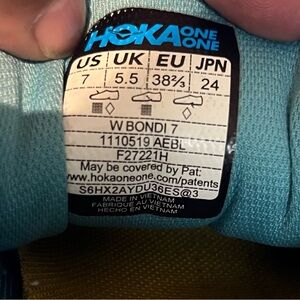 HOKA ONE ONE
US UK EU JPN
7 5.5 38⅔ 24
W BONDI 7
1110519 AEBL
F27221H
May be covered by Pat:
www.hokaoneone.com/patents
S6HX2AYDU36ES@3
MADE IN VIETNAM
FABRIQUÉ AU VIETNAM
HECHO EN VIETNAM